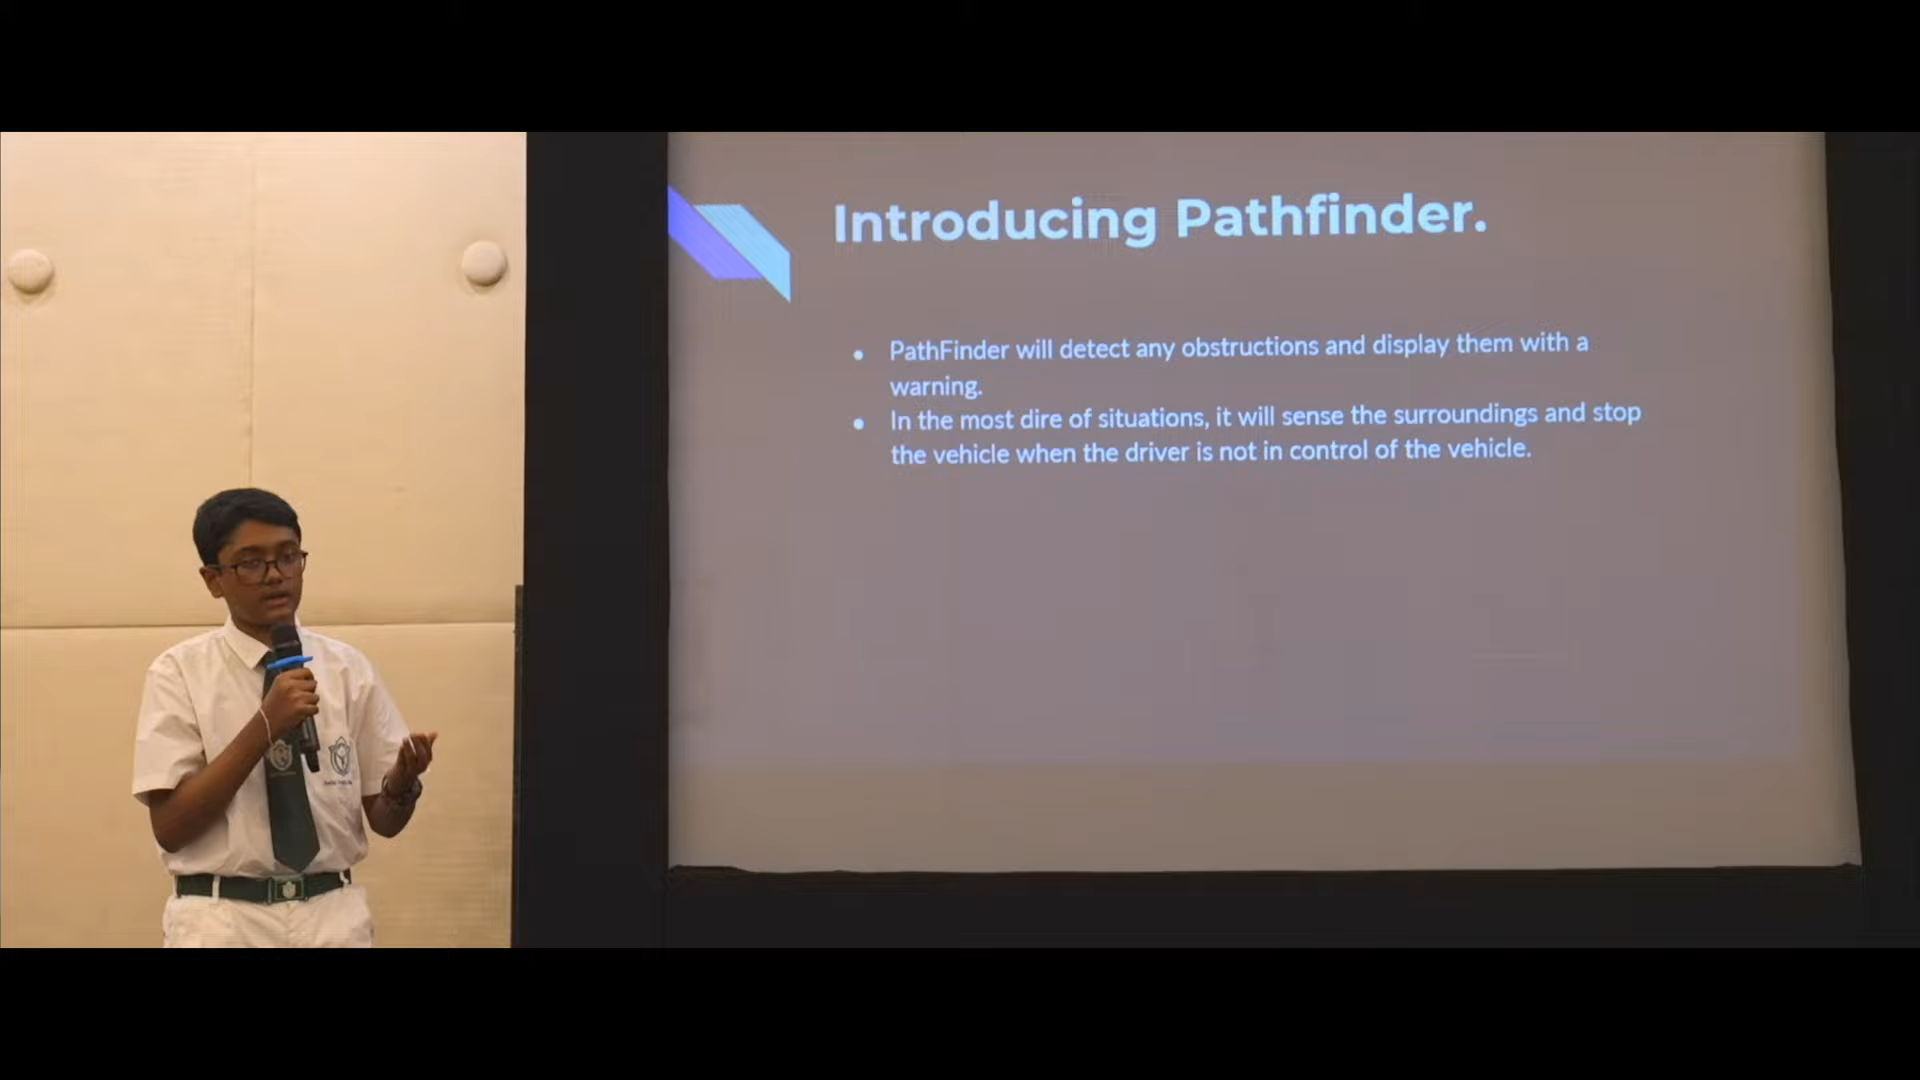 Introducing Pathfinder.
• PathFinder will detect any obstructions and display them with a
warning.
• In the most dire of situations, it will sense the surroundings and stop
the vehicle when the driver is not in control of the vehicle.